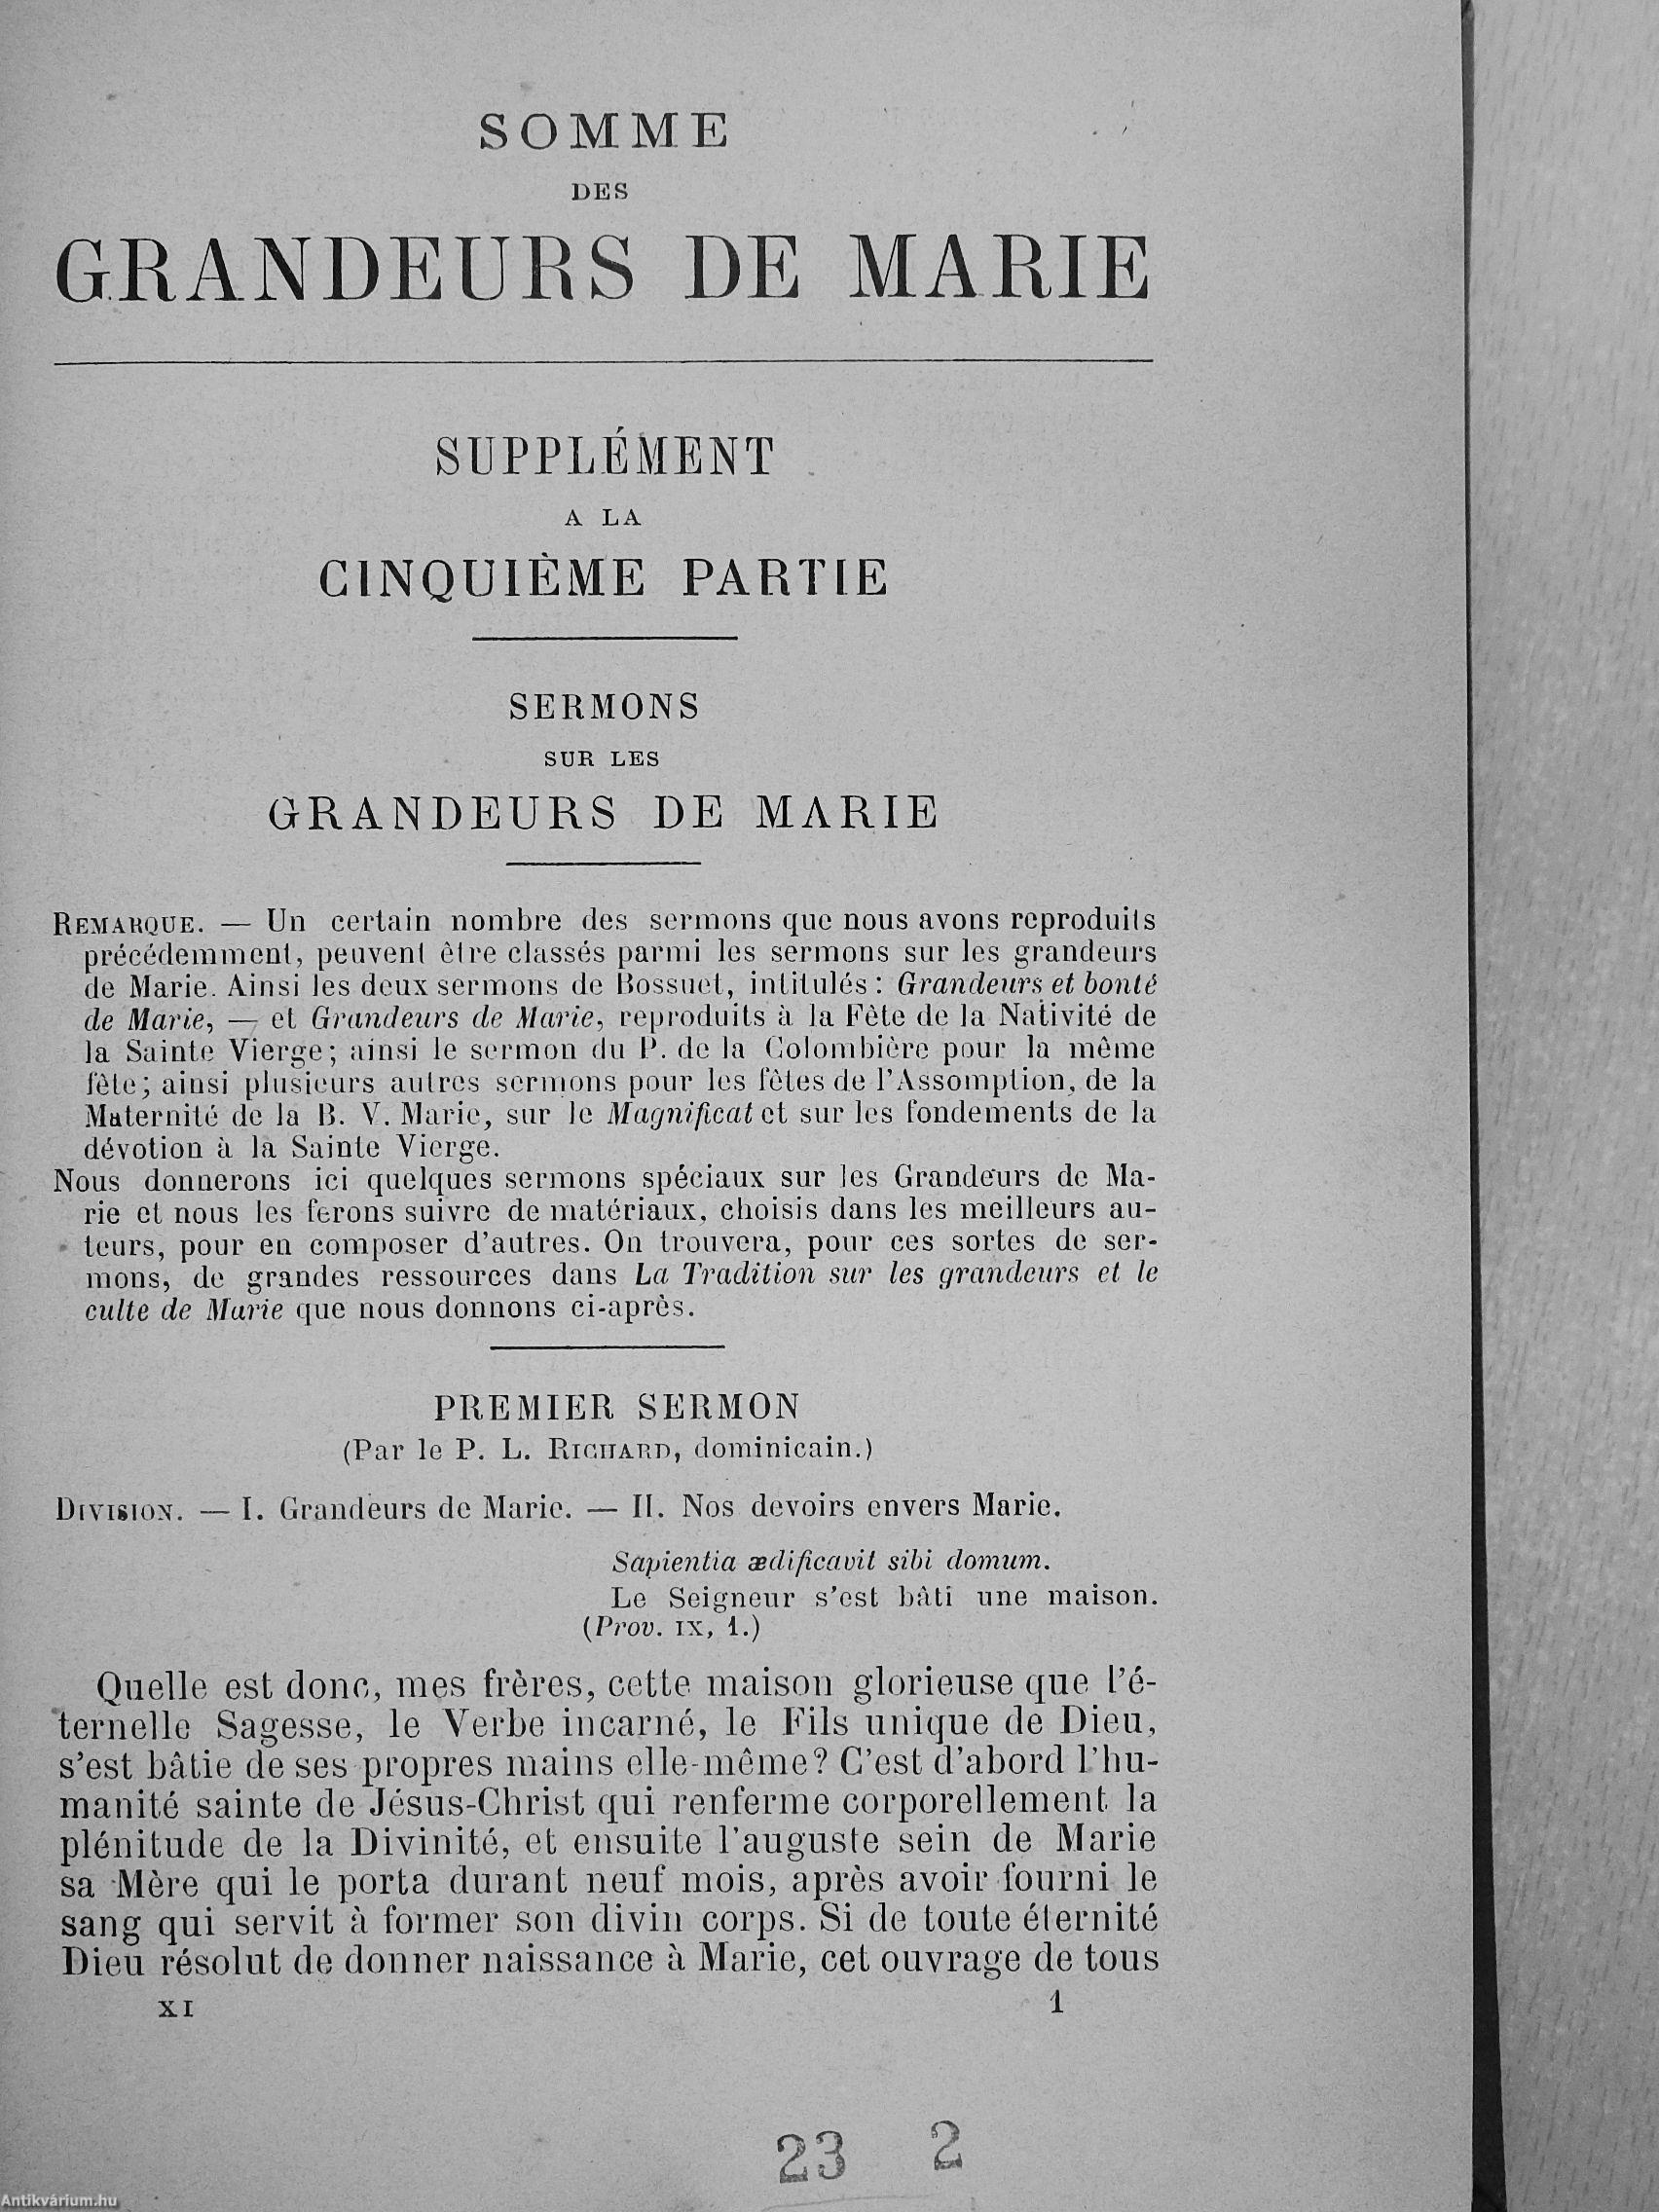 SOMME
DES
GRANDEURS DE MARIE
SUPPLÉMENT
A LA
CINQUIÈME PARTIE
SERMONS
SUR LES
GRANDEURS DE MARIE
REMARQUE. — Un certain nombre des sermons que nous avons reproduits
précédemment, peuvent être classés parmi les sermons sur les grandeurs
de Marie. Ainsi les deux sermons de Bossuet, intitulés : Grandeurs et bonté
de Marie, — et Grandeurs de Marie, reproduits à la Fête de la Nativité de
la Sainte Vierge; ainsi le sermon du P. de la Colombière pour la même
fête; ainsi plusieurs autres sermons pour les fêtes de l'Assomption, de la
Maternité de la B. V. Marie, sur le Magnificat et sur les fondements de la
dévotion à la Sainte Vierge.
Nous donnerons ici quelques sermons spéciaux sur les Grandeurs de Ma-
rie et nous les ferons suivre de matériaux, choisis dans les meilleurs au-
teurs, pour en composer d'autres. On trouvera, pour ces sortes de ser-
mons, de grandes ressources dans La Tradition sur les grandeurs et le
culte de Marie que nous donnons ci-après.
PREMIER SERMON
(Par le P. L. RICHARD, dominicain.)
DIVISION. — I. Grandeurs de Marie. — II. Nos devoirs envers Marie.
Sapientia ædificavit sibi domum.
Le Seigneur s'est bâti une maison.
(Prov. IX, 1.)
Quelle est donc, mes frères, cette maison glorieuse que l'é-
ternelle Sagesse, le Verbe incarné, le Fils unique de Dieu,
s'est bâtie de ses propres mains elle-même? C'est d'abord l'hu-
manité sainte de Jésus-Christ qui renferme corporellement la
plénitude de la Divinité, et ensuite l'auguste sein de Marie
sa Mère qui le porta durant neuf mois, après avoir fourni le
sang qui servit à former son divin corps. Si de toute éternité
Dieu résolut de donner naissance à Marie, cet ouvrage de tous
XI 1
23 2
Antikvárium.hu